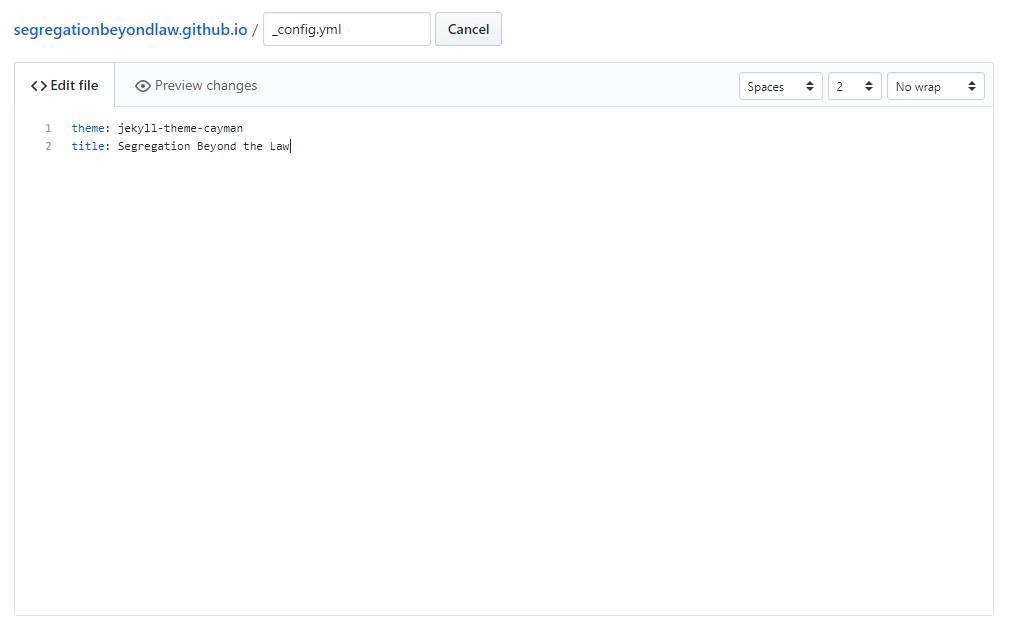 segregationbeyondlaw.github.io / _config.yml Cancel
<> Edit file Preview changes Spaces 2 No wrap
1 theme: jekyll-theme-cayman
2 title: Segregation Beyond the Law